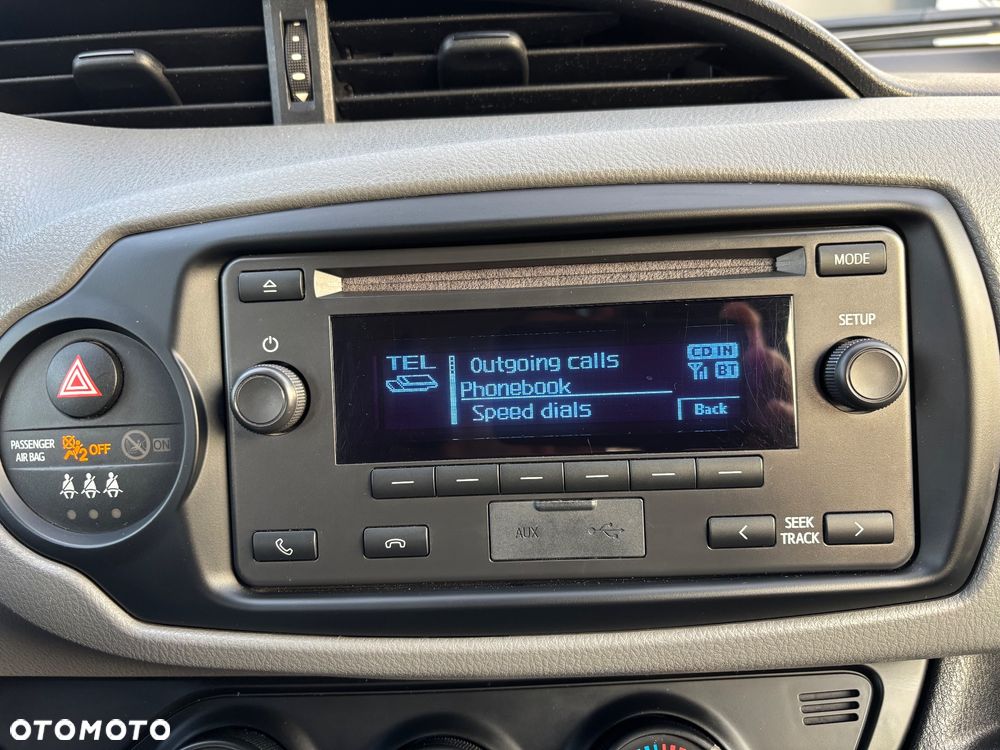 MODE
SETUP
TEL
Outgoing calls
CD IN
Phonebook
BT
Speed dials
Back
PASSENGER
AIR BAG
2 OFF
ON
AUX
SEEK
TRACK
OTOMOTO